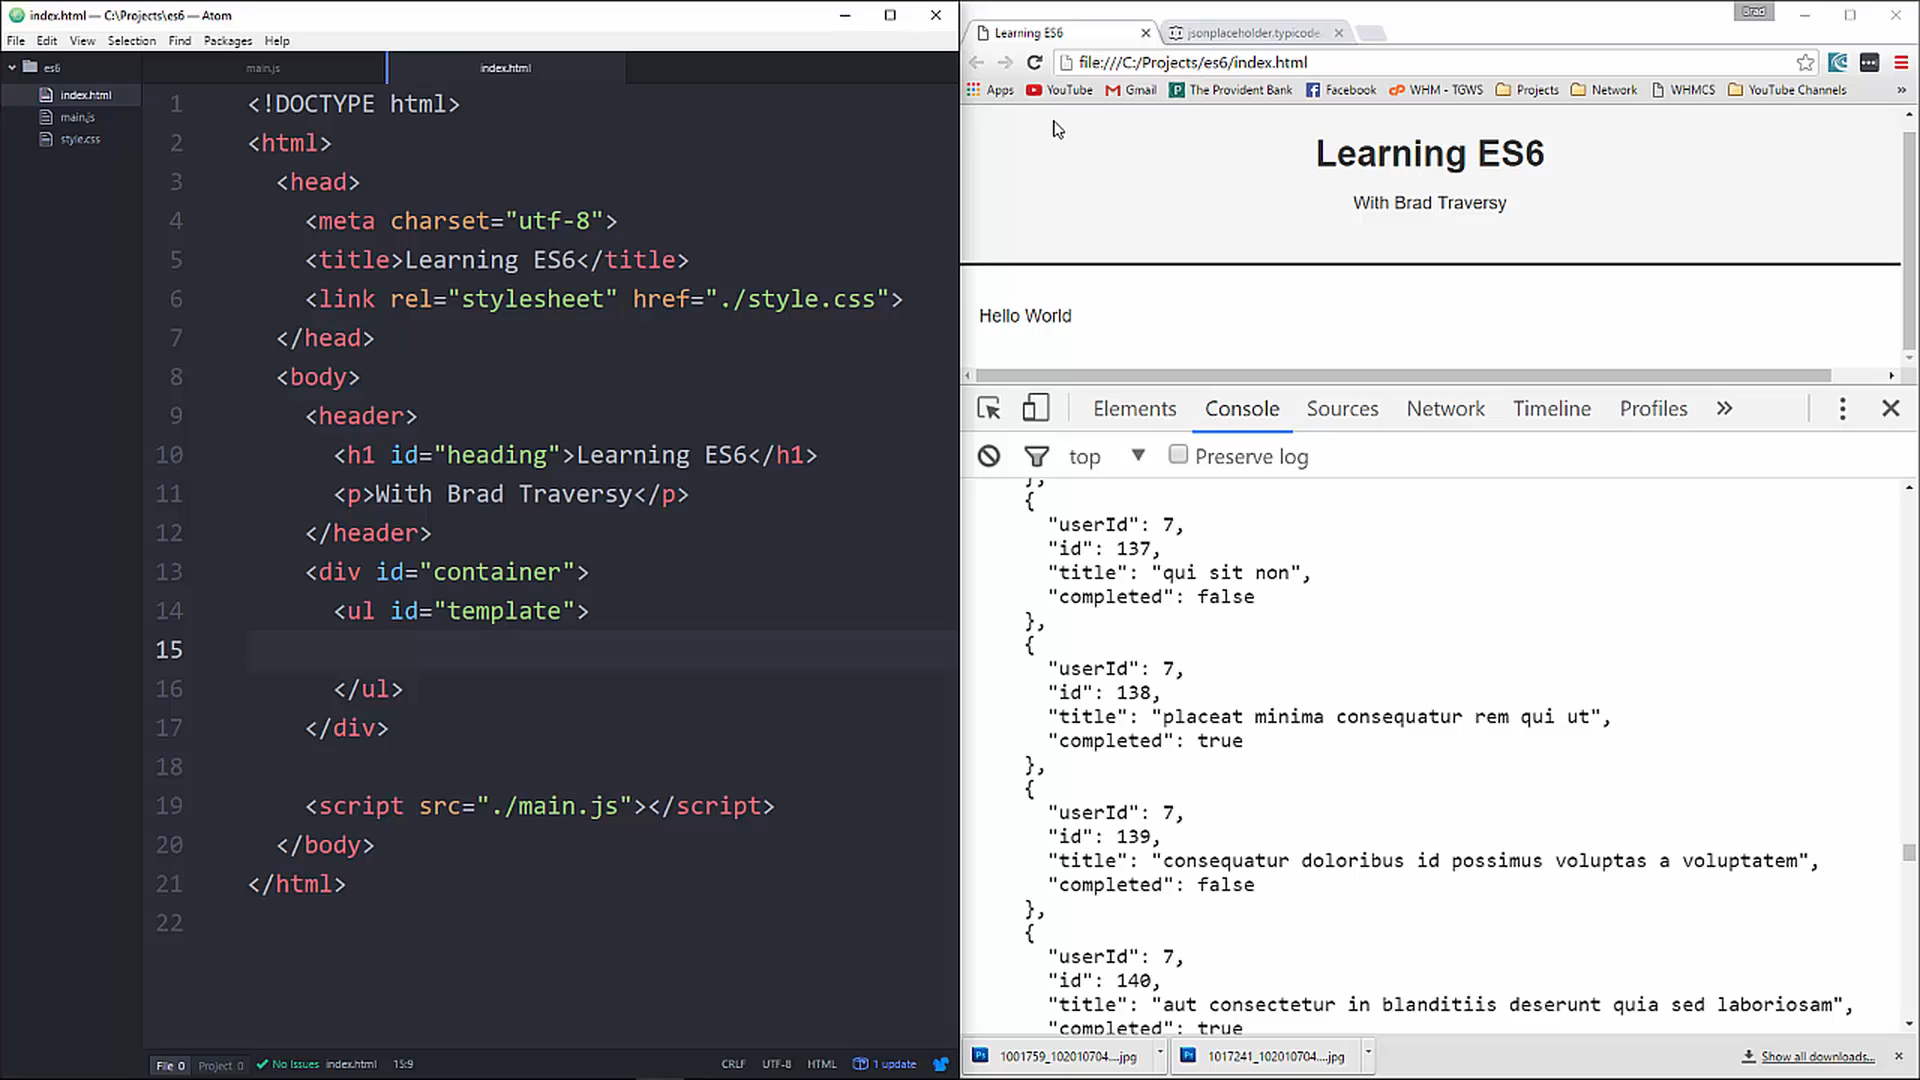 index.html — C:\Projects\es6 — Atom
File Edit View Selection Find Packages Help
es6
index.html
main.js
style.css
main.js
index.html
1 <!DOCTYPE html>
2 <html>
3 <head>
4 <meta charset="utf-8">
5 <title>Learning ES6</title>
6 <link rel="stylesheet" href="./style.css">
7 </head>
8 <body>
9 <header>
10 <h1 id="heading">Learning ES6</h1>
11 <p>With Brad Traversy</p>
12 </header>
13 <div id="container">
14 <ul id="template">
15
16 </ul>
17 </div>
18
19 <script src="./main.js"></script>
20 </body>
21 </html>
22
File 0 Project 0 No Issues index.html 15:9 CRLF UTF-8 HTML 1 update
Brad
Learning ES6
jsonplaceholder.typicode
file:///C:/Projects/es6/index.html
Apps YouTube Gmail The Provident Bank Facebook WHM - TGWS Projects Network WHMCS YouTube Channels »
Learning ES6
With Brad Traversy
Hello World
Elements Console Sources Network Timeline Profiles »
top Preserve log
},
{
"userId": 7,
"id": 137,
"title": "qui sit non",
"completed": false
},
{
"userId": 7,
"id": 138,
"title": "placeat minima consequatur rem qui ut",
"completed": true
},
{
"userId": 7,
"id": 139,
"title": "consequatur doloribus id possimus voluptas a voluptatem",
"completed": false
},
{
"userId": 7,
"id": 140,
"title": "aut consectetur in blanditiis deserunt quia sed laboriosam",
"completed": true
1001759_102010704....jpg
1017241_102010704....jpg
Show all downloads...